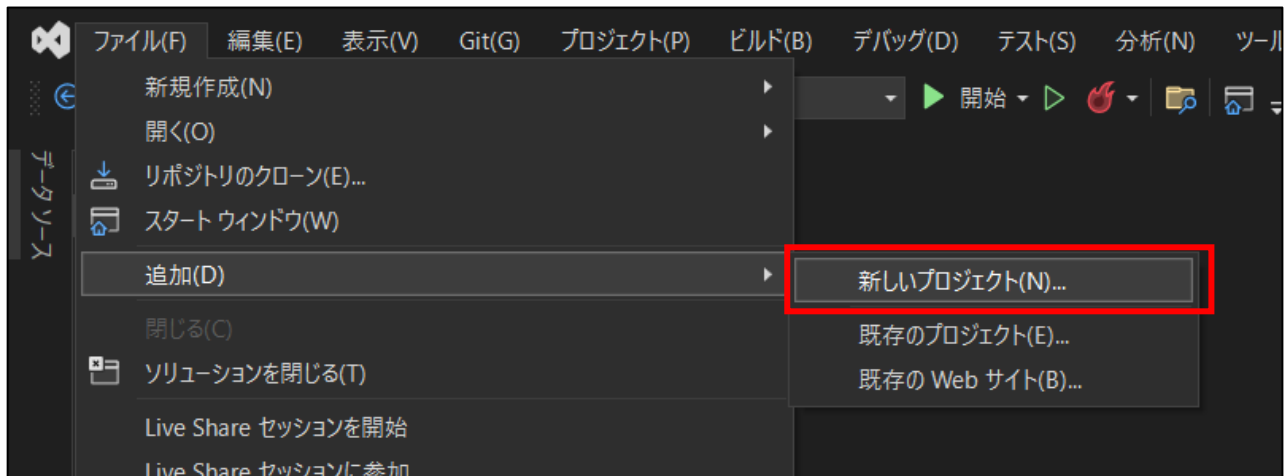 ファイル(F) 編集(E) 表示(V) Git(G) プロジェクト(P) ビルド(B) デバッグ(D) テスト(S) 分析(N) ツール
開始
新規作成(N)
開く(O)
リポジトリのクローン(E)...
スタート ウィンドウ(W)
データ ソース
追加(D)
新しいプロジェクト(N)...
閉じる(C)
既存のプロジェクト(E)...
ソリューションを閉じる(T)
既存の Web サイト(B)...
Live Share セッションを開始
Live Share セッションに参加